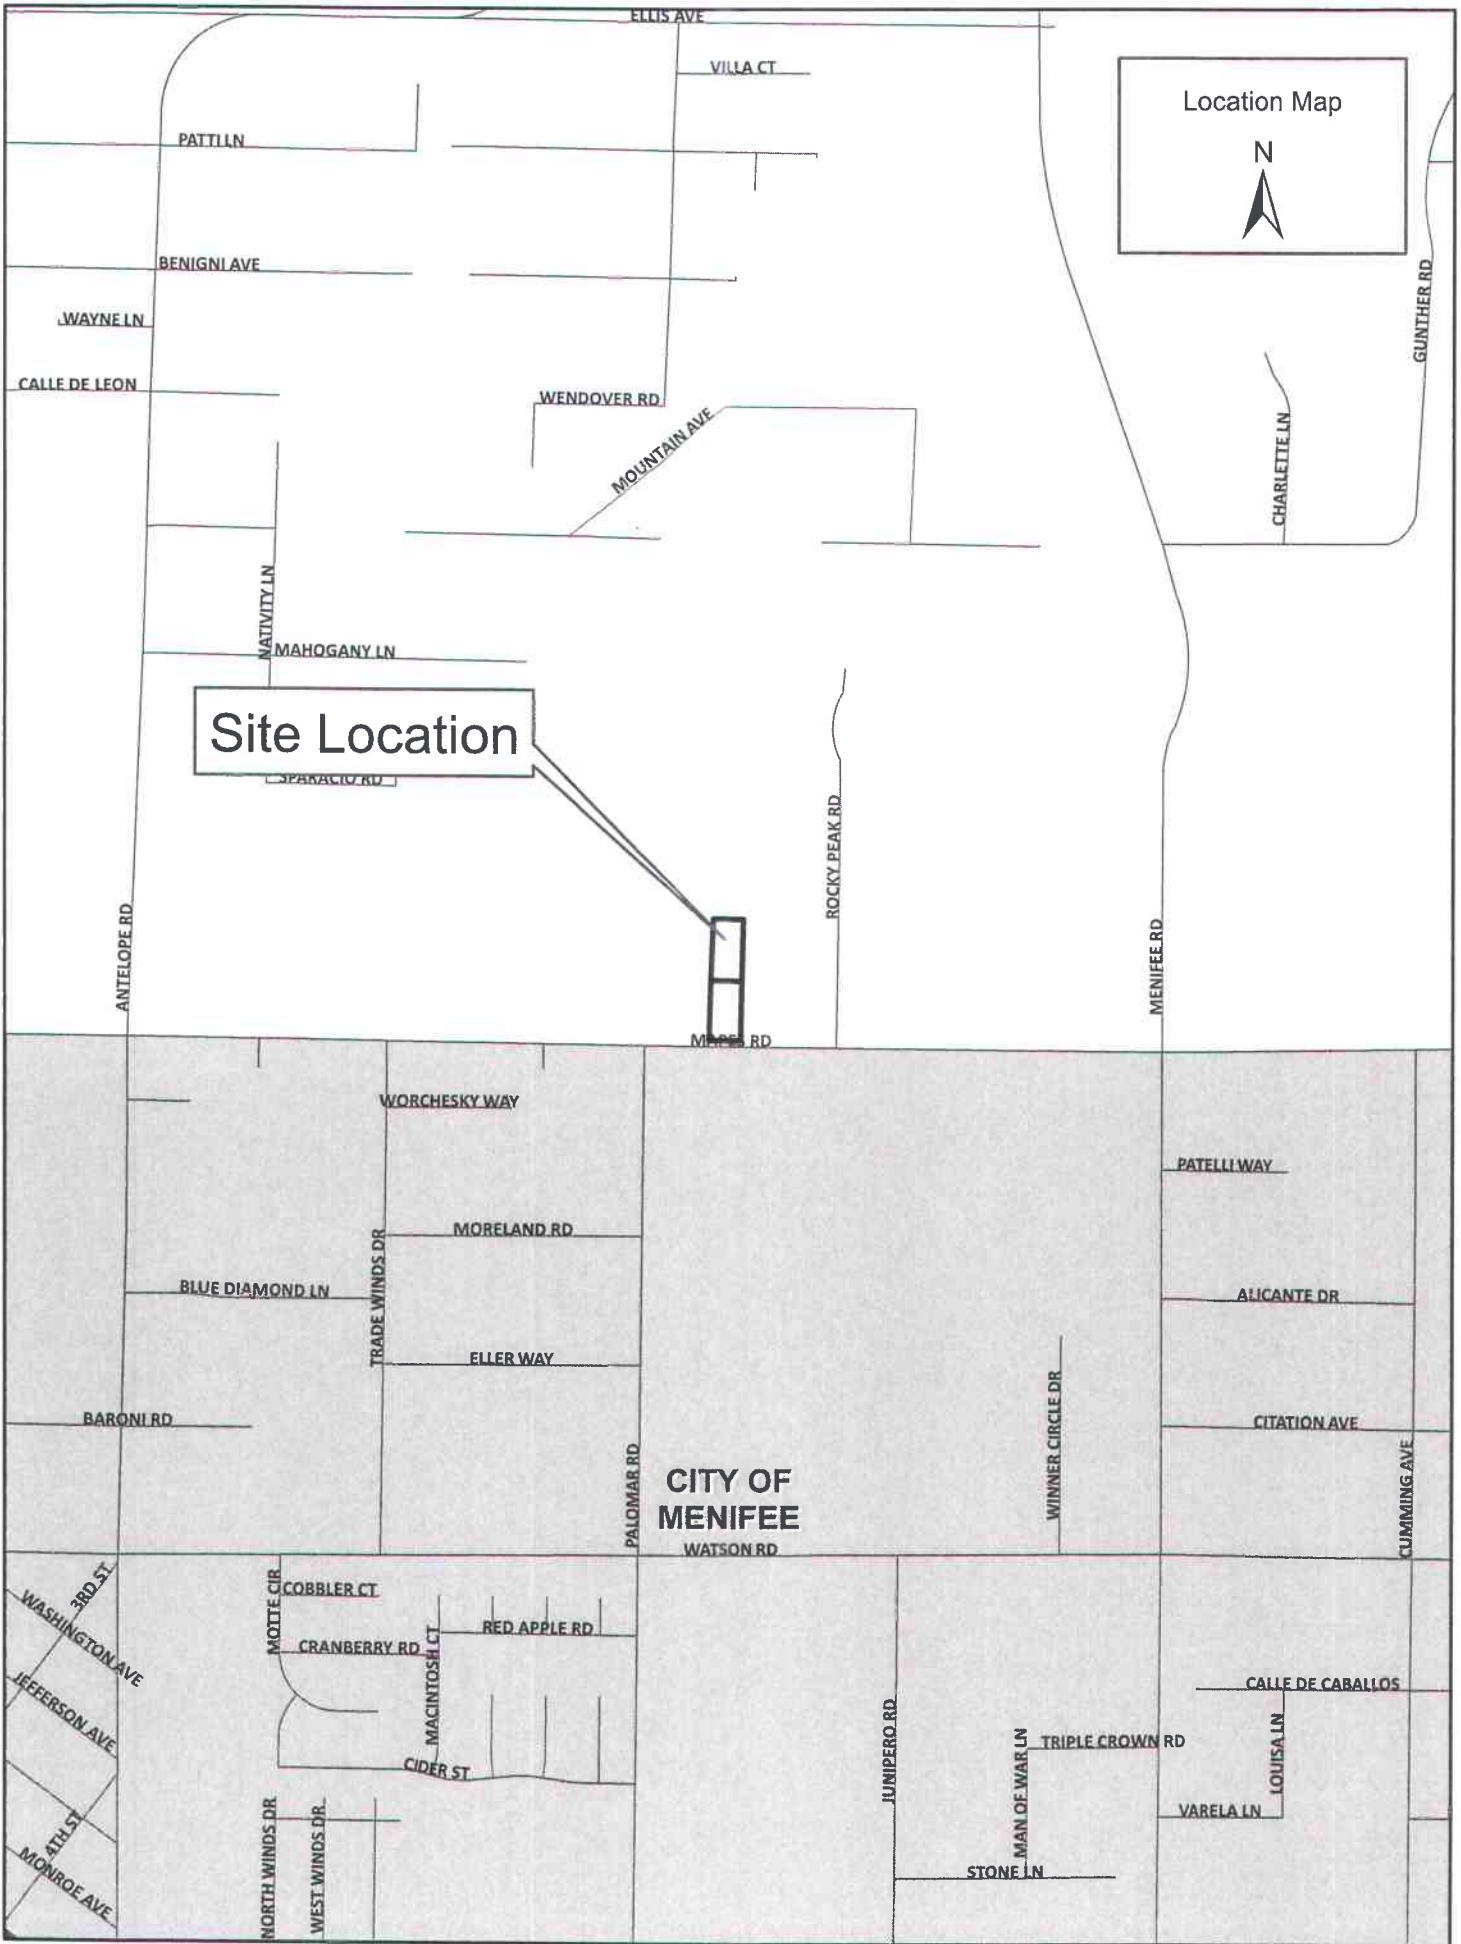 ELLIS AVE
VILLA CT
Location Map
N
PATTI LN
BENIGNI AVE
WAYNE LN
GUNTHER RD
CALLE DE LEON
WENDOVER RD
MOUNTAIN AVE
CHARLETTE LN
NATIVITY LN
MAHOGANY LN
Site Location
SPARACIO RD
ROCKY PEAK RD
ANTELOPE RD
MENIFEE RD
MAPES RD
WORCHESKY WAY
PATELLI WAY
MORELAND RD
TRADE WINDS DR
BLUE DIAMOND LN
ALICANTE DR
ELLER WAY
WINNER CIRCLE DR
BARONI RD
CITATION AVE
PALOMAR RD
CITY OF
MENIFEE
CUMMING AVE
WATSON RD
3RD ST
WASHINGTON AVE
MOTTE CIR
COBBLER CT
RED APPLE RD
CRANBERRY RD
MACINTOSH CT
JEFFERSON AVE
CALLE DE CABALLOS
JUNIPERO RD
MAN OF WAR LN
TRIPLE CROWN RD
LOUISA LN
CIDER ST
VARELA LN
4TH ST
MONROE AVE
NORTH WINDS DR
WEST WINDS DR
STONE LN